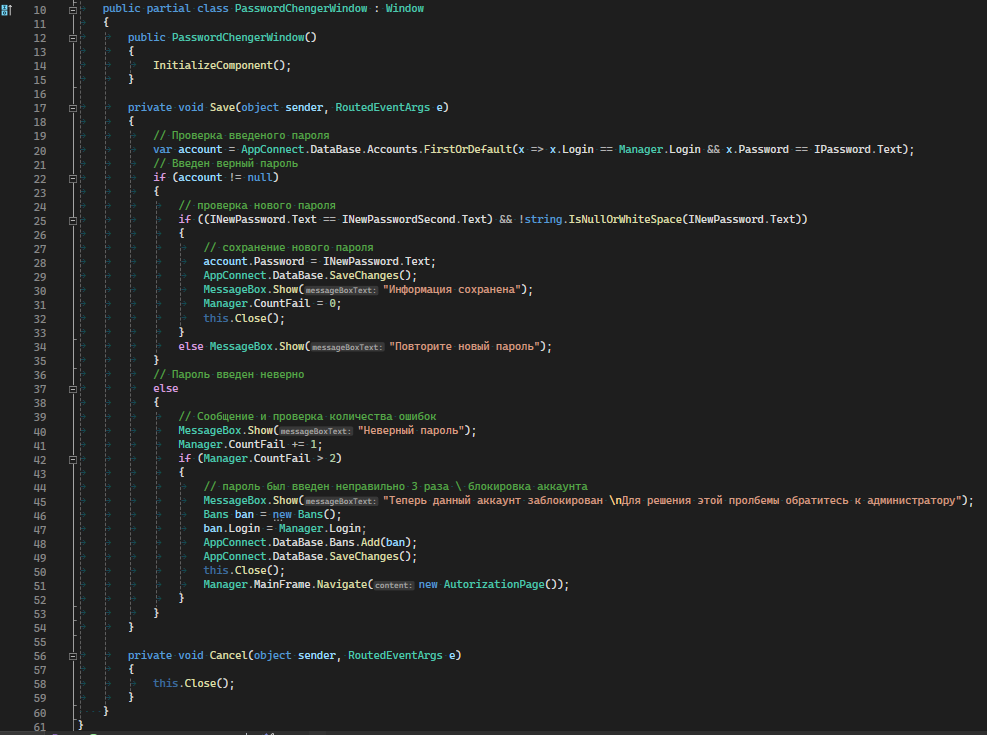 10 public partial class PasswordChengerWindow : Window
11 {
12 public PasswordChengerWindow()
13 {
14 InitializeComponent();
15 }
16
17 private void Save(object sender, RoutedEventArgs e)
18 {
19 // Проверка введеного пароля
20 var account = AppConnect.DataBase.Accounts.FirstOrDefault(x => x.Login == Manager.Login && x.Password == IPassword.Text);
21 // Введен верный пароль
22 if (account != null)
23 {
24 // проверка нового пароля
25 if ((INewPassword.Text == INewPasswordSecond.Text) && !string.IsNullOrWhiteSpace(INewPassword.Text))
26 {
27 // сохранение нового пароля
28 account.Password = INewPassword.Text;
29 AppConnect.DataBase.SaveChanges();
30 MessageBox.Show(messageBoxText: "Информация сохранена");
31 Manager.CountFail = 0;
32 this.Close();
33 }
34 else MessageBox.Show(messageBoxText: "Повторите новый пароль");
35 }
36 // Пароль введен неверно
37 else
38 {
39 // Сообщение и проверка количества ошибок
40 MessageBox.Show(messageBoxText: "Неверный пароль");
41 Manager.CountFail += 1;
42 if (Manager.CountFail > 2)
43 {
44 // пароль был введен неправильно 3 раза \ блокировка аккаунта
45 MessageBox.Show(messageBoxText: "Теперь данный аккаунт заблокирован \nДля решения этой пролбемы обратитесь к администратору");
46 Bans ban = new Bans();
47 ban.Login = Manager.Login;
48 AppConnect.DataBase.Bans.Add(ban);
49 AppConnect.DataBase.SaveChanges();
50 this.Close();
51 Manager.MainFrame.Navigate(content: new AutorizationPage());
52 }
53 }
54 }
55
56 private void Cancel(object sender, RoutedEventArgs e)
57 {
58 this.Close();
59 }
60 }
61 }